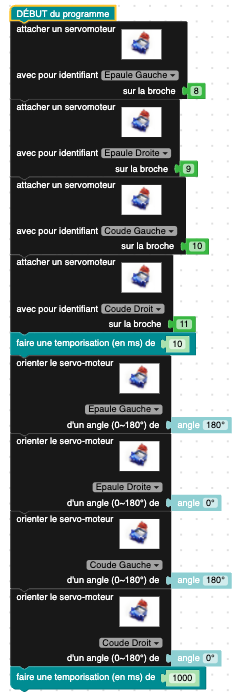 DÉBUT du programme
attacher un servomoteur
avec pour identifiant Epaule Gauche
sur la broche 8
attacher un servomoteur
avec pour identifiant Epaule Droite
sur la broche 9
attacher un servomoteur
avec pour identifiant Coude Gauche
sur la broche 10
attacher un servomoteur
avec pour identifiant Coude Droit
sur la broche 11
faire une temporisation (en ms) de 10
orienter le servo-moteur
Epaule Gauche
d'un angle (0~180°) de angle 180°
orienter le servo-moteur
Epaule Droite
d'un angle (0~180°) de angle 0°
orienter le servo-moteur
Coude Gauche
d'un angle (0~180°) de angle 180°
orienter le servo-moteur
Coude Droit
d'un angle (0~180°) de angle 0°
faire une temporisation (en ms) de 1000